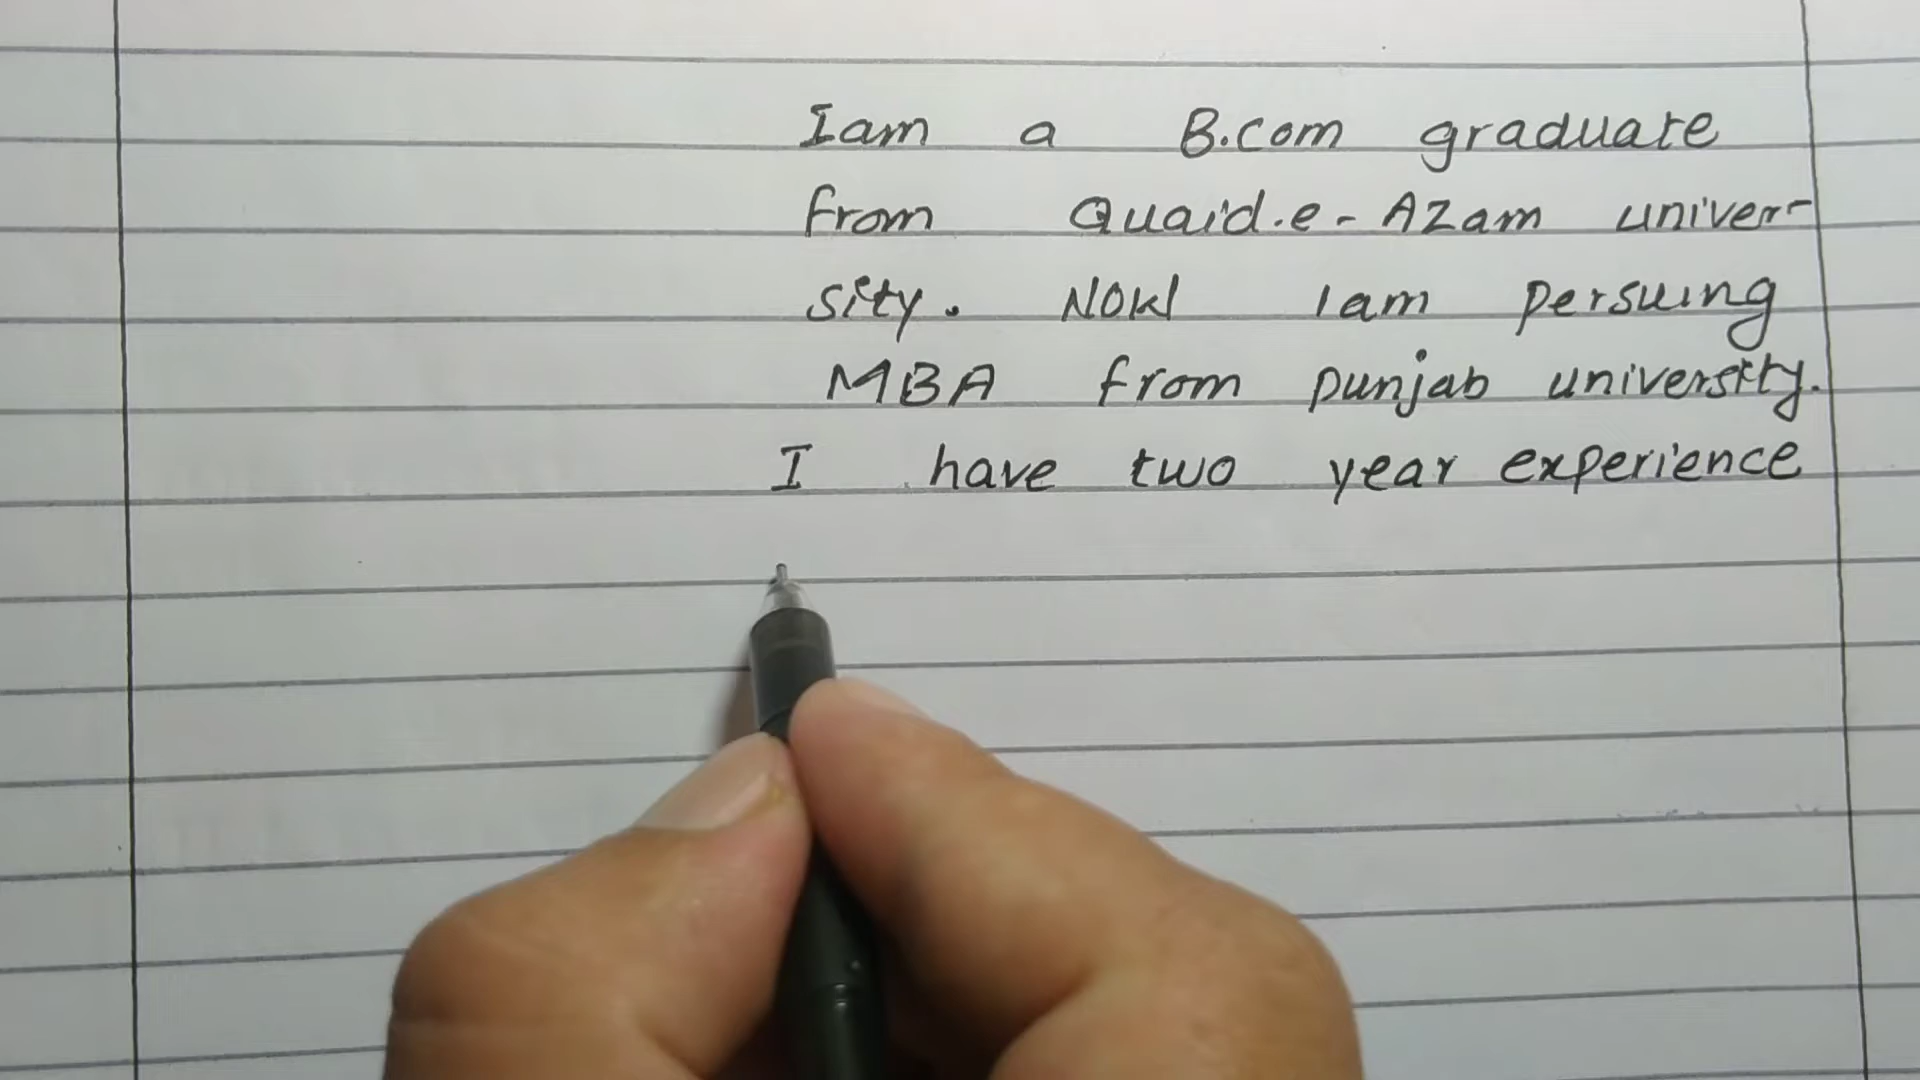 Iam a B.com graduate
from Quaid.e-Azam univer-
sity. Now Iam persuing
MBA from punjab university.
I have two year experience